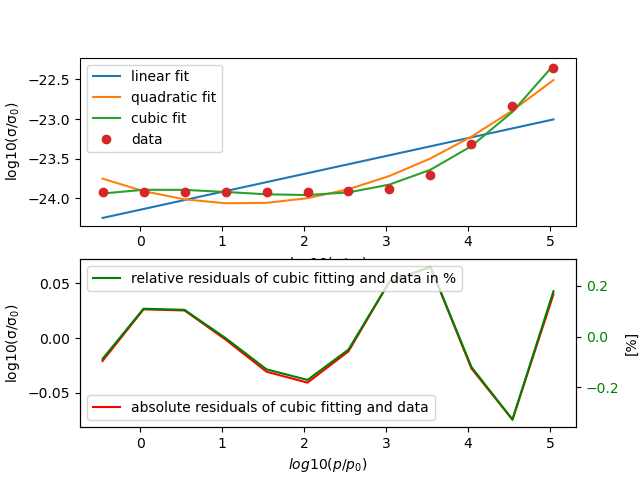 linear fit
quadratic fit
cubic fit
data
log10(σ/σ₀)
−22.5
−23.0
−23.5
−24.0
0
1
2
3
4
5
relative residuals of cubic fitting and data in %
absolute residuals of cubic fitting and data
log10(σ/σ₀)
0.05
0.00
−0.05
0.2
0.0
−0.2
[%]
0
1
2
3
4
5
log10(p/p₀)